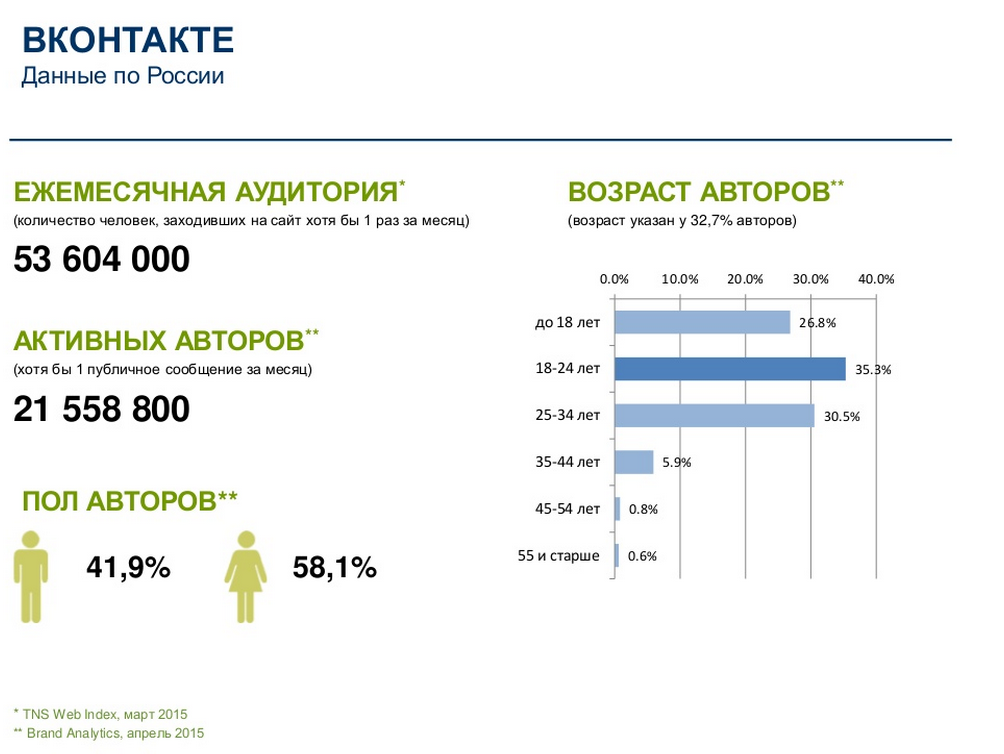 ВКОНТАКТЕ
Данные по России
ЕЖЕМЕСЯЧНАЯ АУДИТОРИЯ*
(количество человек, заходивших на сайт хотя бы 1 раз за месяц)
53 604 000
АКТИВНЫХ АВТОРОВ**
(хотя бы 1 публичное сообщение за месяц)
21 558 800
ПОЛ АВТОРОВ**
41,9% 58,1%
ВОЗРАСТ АВТОРОВ**
(возраст указан у 32,7% авторов)
0.0% 10.0% 20.0% 30.0% 40.0%
до 18 лет 26.8%
18-24 лет 35.3%
25-34 лет 30.5%
35-44 лет 5.9%
45-54 лет 0.8%
55 и старше 0.6%
* TNS Web Index, март 2015
** Brand Analytics, апрель 2015